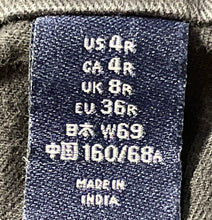 US 4R
CA 4R
UK 8R
EU 36R
日本 W69
中国 160/68A
MADE IN
INDIA